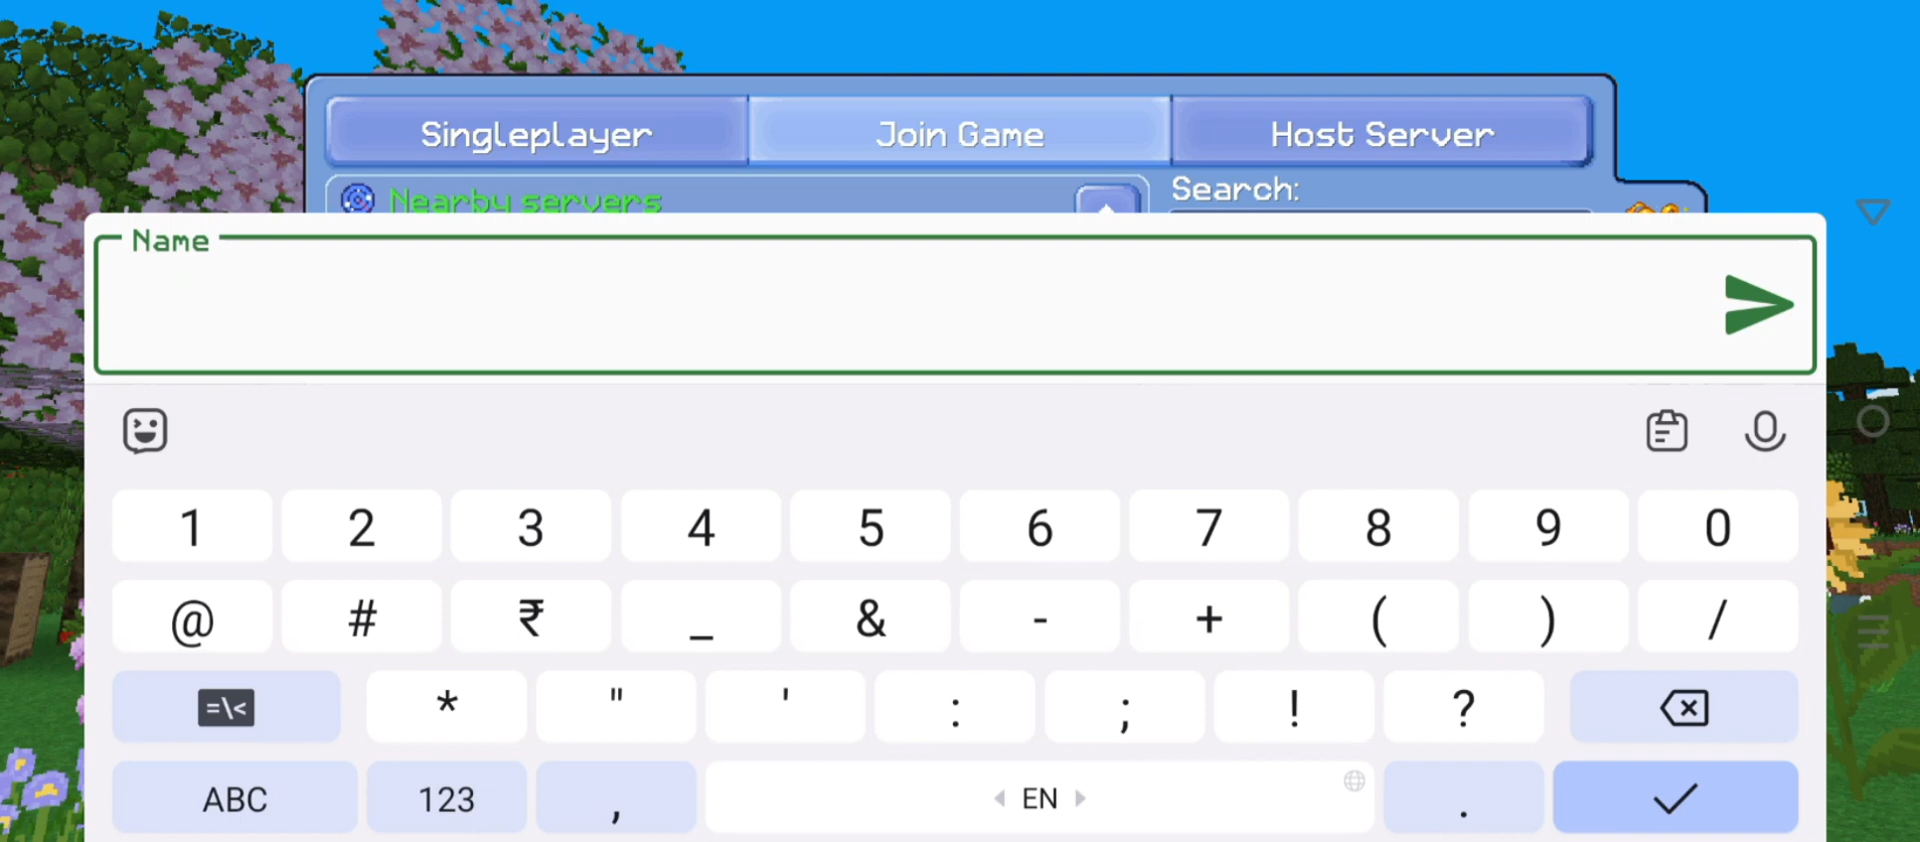 Singleplayer Join Game Host Server
Nearby servers Search:
Name
1 2 3 4 5 6 7 8 9 0
@ # ₹ _ & - + ( ) /
=\< * " ' : ; ! ?
ABC 123 , EN .